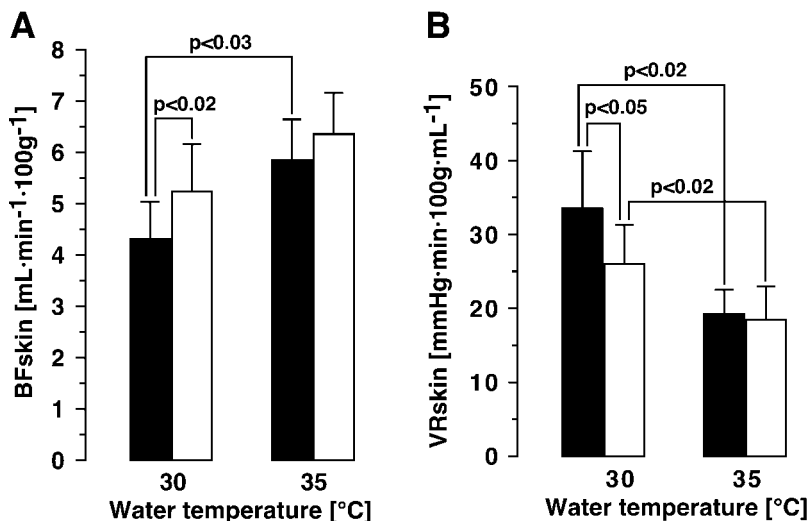 A
BFskin [mL·min⁻¹·100g⁻¹]
8
7
6
5
4
3
2
1
0
p<0.03
p<0.02
30
35
Water temperature [°C]
B
VRskin [mmHg·min·100g·mL⁻¹]
50
40
30
20
10
0
p<0.02
p<0.05
p<0.02
30
35
Water temperature [°C]